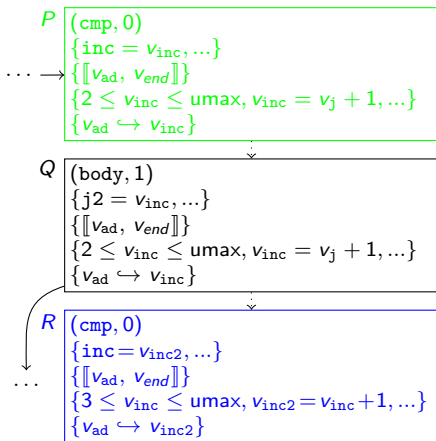 P
(cmp, 0)
{inc = v_inc, ...}
... {⟦v_ad, v_end⟧}
{2 ≤ v_inc ≤ umax, v_inc = v_j + 1, ...}
{v_ad ↪ v_inc}
Q
(body, 1)
{j2 = v_inc, ...}
{⟦v_ad, v_end⟧}
{2 ≤ v_inc ≤ umax, v_inc = v_j + 1, ...}
{v_ad ↪ v_inc}
R
(cmp, 0)
{inc = v_inc2, ...}
{⟦v_ad, v_end⟧}
...
{3 ≤ v_inc ≤ umax, v_inc2 = v_inc + 1, ...}
{v_ad ↪ v_inc2}